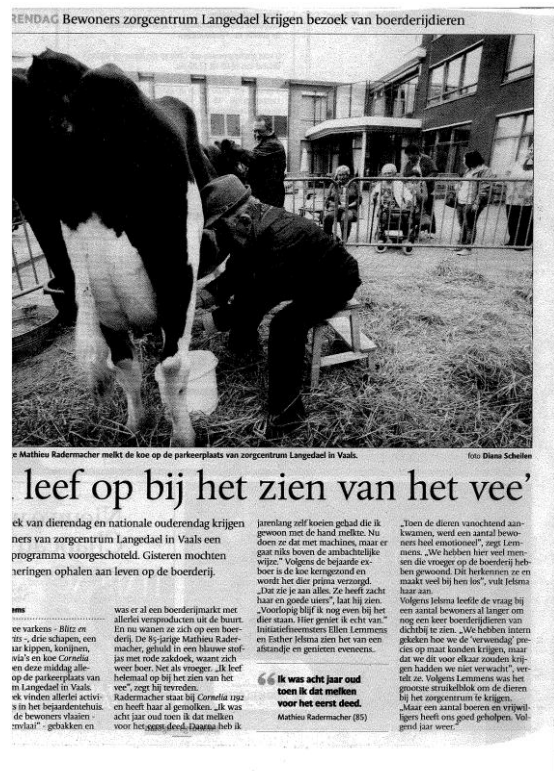 RENDAG Bewoners zorgcentrum Langedael krijgen bezoek van boerderijdieren
e Mathieu Radermacher melkt de koe op de parkeerplaats van zorgcentrum Langedael in Vaals.
foto Diana Scheilen
leef op bij het zien van het vee’
ek van dierendag en nationale ouderendag krijgen
ners van zorgcentrum Langedael in Vaals een
programma voorgeschoteld. Gisteren mochten
neringen ophalen aan leven op de boerderij.
ems
ee varkens - Blitz en
- drie schapen, een
ar kippen, konijnen,
via’s en koe Cornelia
en deze middag alle-
op de parkeerplaats van
m Langedael in Vaals.
ek vinden allerlei activi-
s in het bejaardentehuis.
de bewoners vlaaien -
envlaai” - gebakken en
was er al een boerderijmarkt met
allerlei versproducten uit de buurt.
En nu wanen ze zich op een boer-
derij. De 85-jarige Mathieu Rader-
macher, gehuld in een blauwe stof-
jas met rode zakdoek, waant zich
weer boer. Net als vroeger. „Ik leef
helemaal op bij het zien van het
vee”, zegt hij tevreden.
Radermacher staat bij Cornelia 1192
en heeft haar al gemolken. „Ik was
acht jaar oud toen ik dat melken
voor het eerst deed. Daarna heb ik
jarenlang zelf koeien gehad die ik
gewoon met de hand melkte. Nu
doen ze dat met machines, maar er
gaat niks boven de ambachtelijke
wijze.” Volgens de bejaarde ex-
boer is de koe kerngezond en
wordt het dier prima verzorgd.
„Dat zie je aan alles. Ze heeft zacht
haar en goede uiers”, laat hij zien.
„Voorlopig blijf ik nog even bij het
dier staan. Hier geniet ik echt van.”
Initiatiefneemsters Ellen Lemmens
en Esther Jelsma zien het van een
afstandje en genieten eveneens.
“ Ik was acht jaar oud
toen ik dat melken
voor het eerst deed.
Mathieu Radermacher (85)
„Toen de dieren vanochtend aan-
kwamen, werd een aantal bewo-
ners heel emotioneel”, zegt Lem-
mens. „We hebben hier veel men-
sen die vroeger op de boerderij heb-
ben gewoond. Dit herkennen ze en
maakt veel bij hen los”, vult Jelsma
haar aan.
Volgens Jelsma leefde de vraag bij
een aantal bewoners al langer om
nog een keer boerderijdieren van
dichtbij te zien. „We hebben intern
gekeken hoe we de ‘verwendag’ pre-
cies op maat konden krijgen, maar
dat we dit voor elkaar zouden krij-
gen hadden we niet verwacht”, ver-
telt ze. Volgens Lemmens was het
grootste struikelblok om de dieren
bij het zorgcentrum te krijgen.
„Maar een aantal boeren en vrijwil-
ligers heeft ons goed geholpen. Vol-
gend jaar weer.”